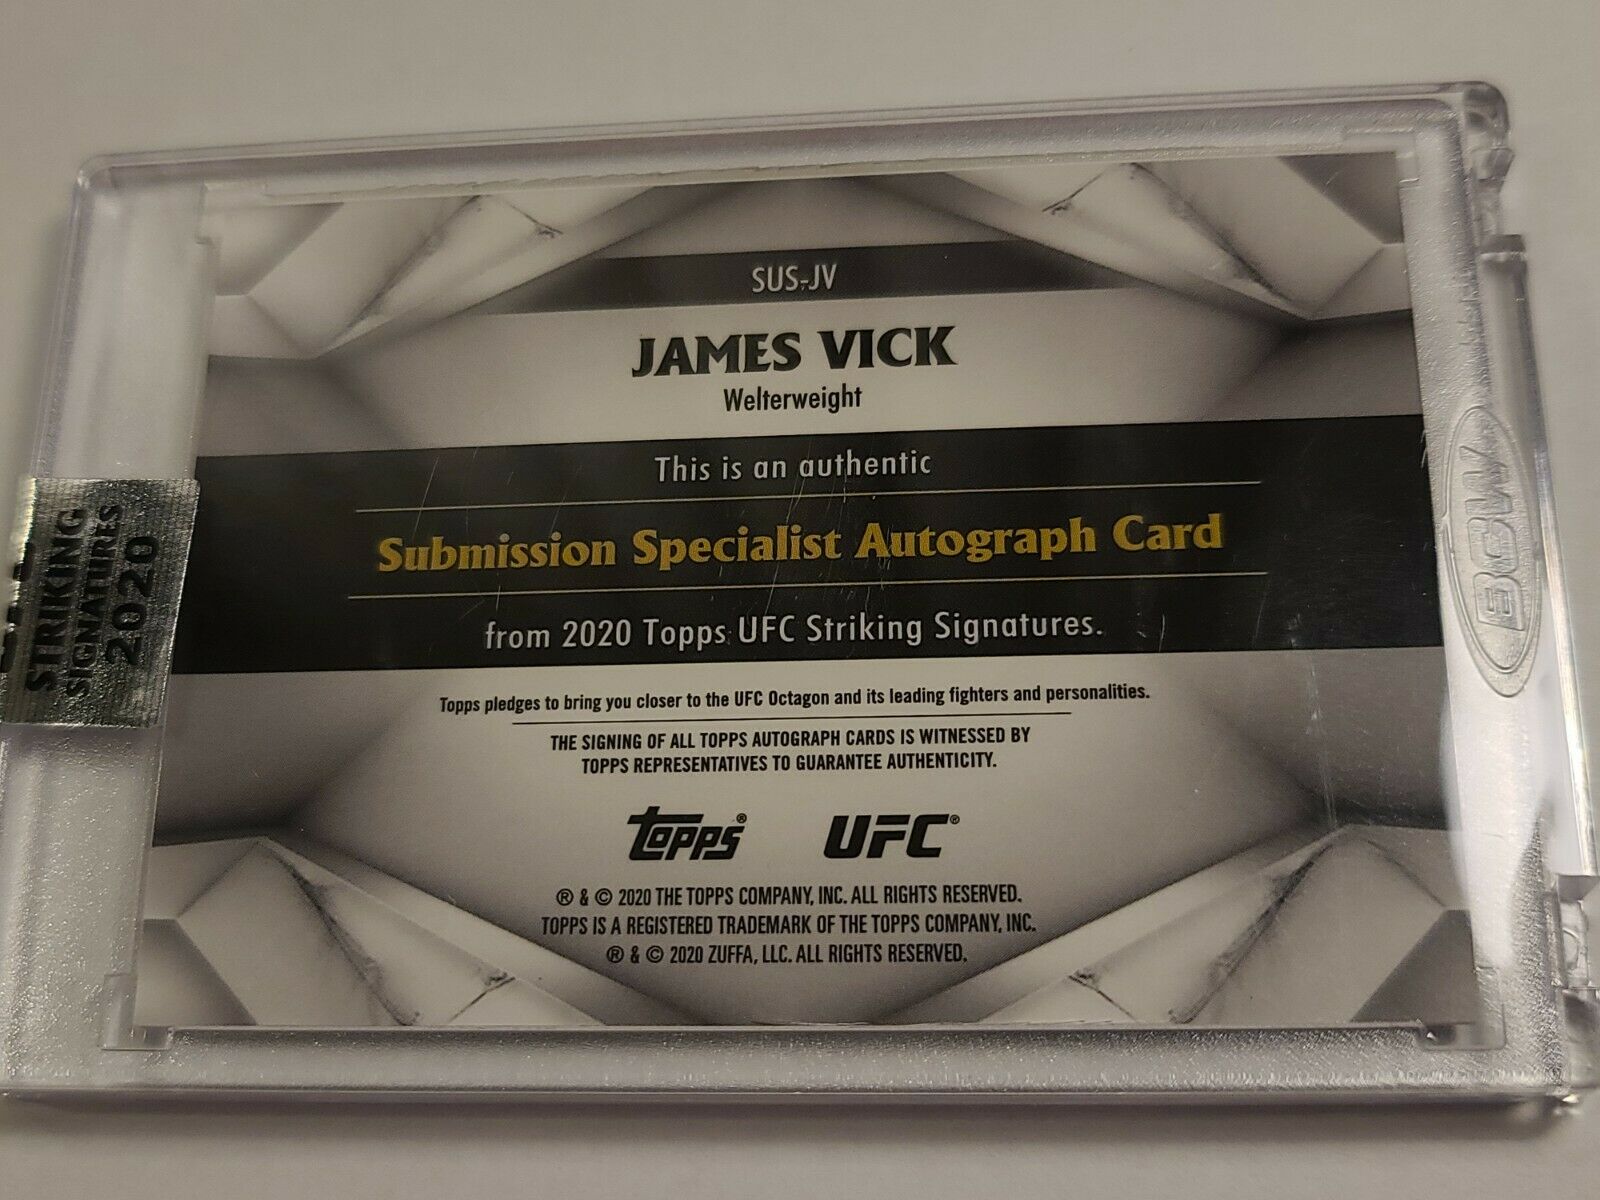 SUS-JV
JAMES VICK
Welterweight
This is an authentic
Submission Specialist Autograph Card
from 2020 Topps UFC Striking Signatures.
Topps pledges to bring you closer to the UFC Octagon and its leading fighters and personalities.
THE SIGNING OF ALL TOPPS AUTOGRAPH CARDS IS WITNESSED BY
TOPPS REPRESENTATIVES TO GUARANTEE AUTHENTICITY.
Topps® UFC®
® & © 2020 THE TOPPS COMPANY, INC. ALL RIGHTS RESERVED.
TOPPS IS A REGISTERED TRADEMARK OF THE TOPPS COMPANY, INC.
® & © 2020 ZUFFA, LLC. ALL RIGHTS RESERVED.
STRIKING
SIGNATURES
2020
BCW